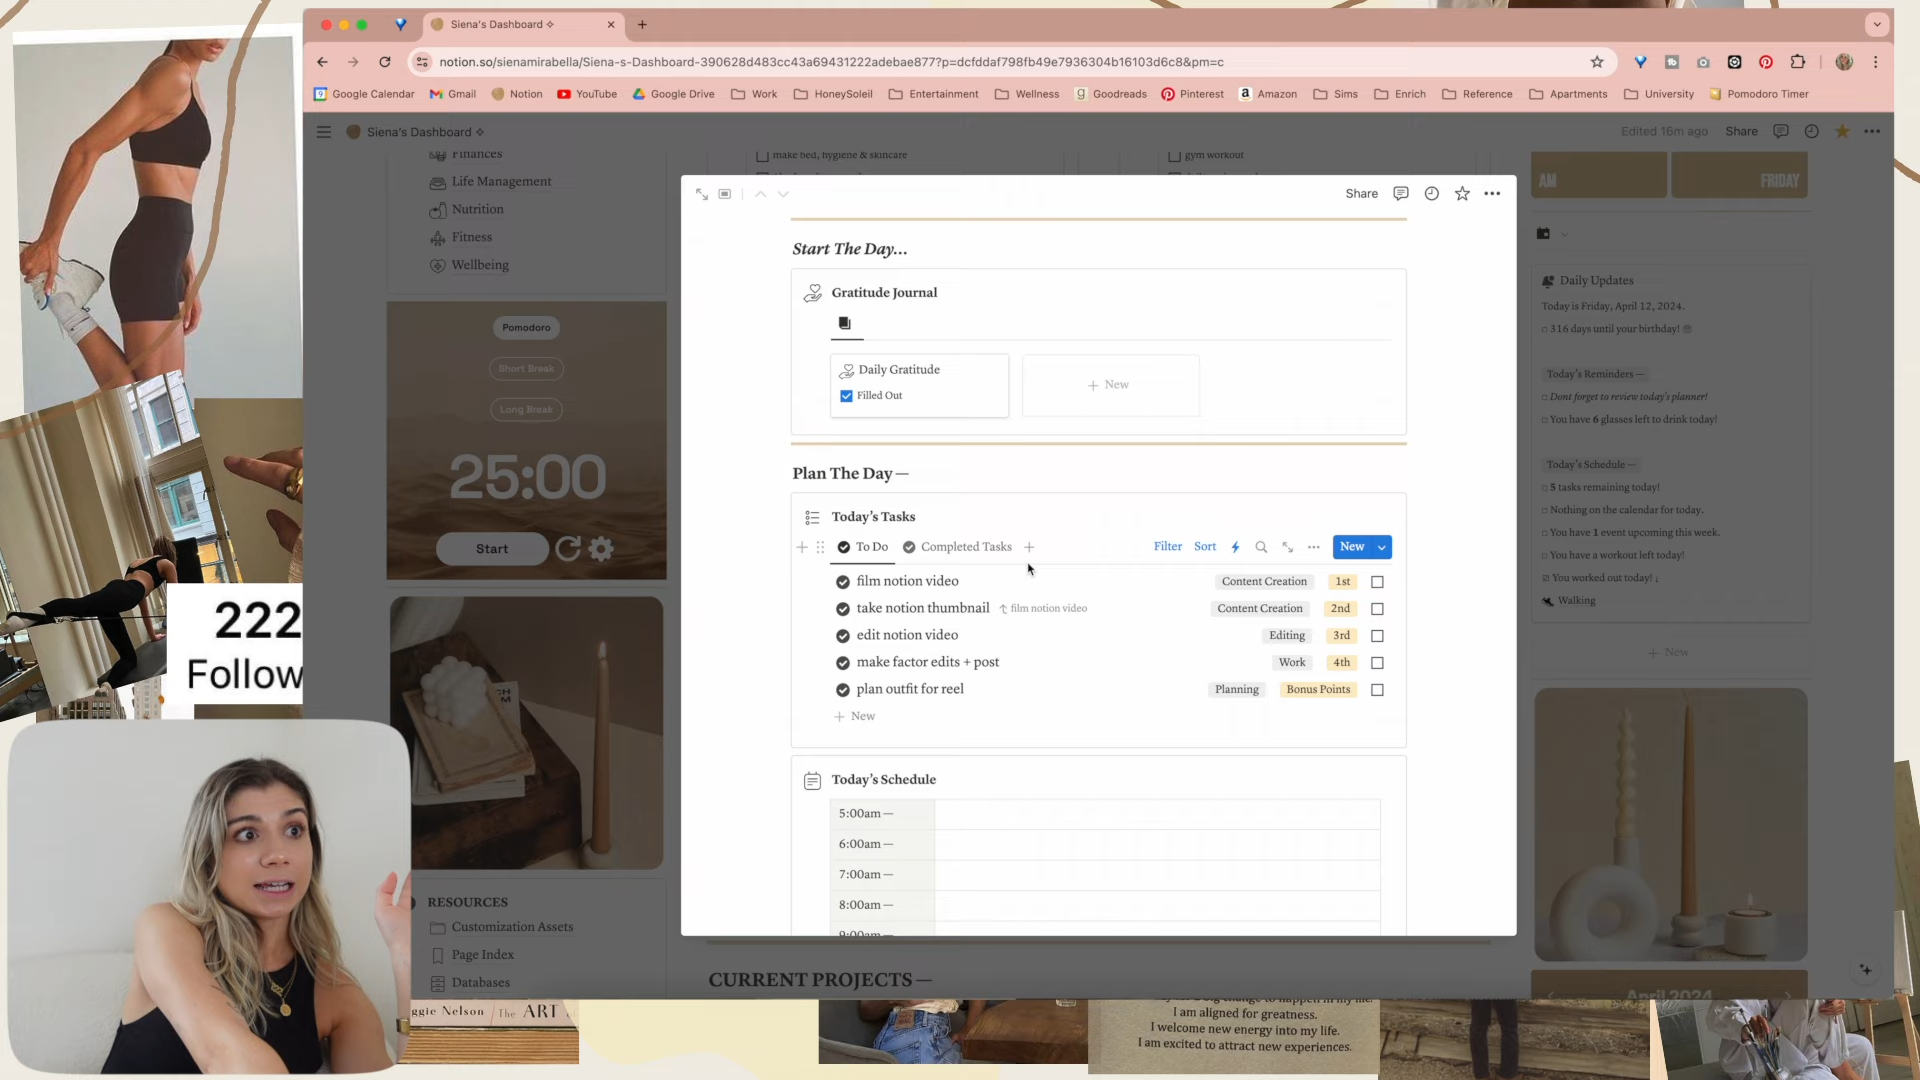 Siena's Dashboard ✧
notion.so/sienamirabella/Siena-s-Dashboard-390628d483cc43a69431222adebae877?p=dcfddaf798fb49e7936304b16103d6c8&pm=c
Google Calendar
Gmail
Notion
YouTube
Google Drive
Work
HoneySoleil
Entertainment
Wellness
Goodreads
Pinterest
Amazon
Sims
Enrich
Reference
Apartments
University
Pomodoro Timer
Siena's Dashboard ✧
Edited 16m ago
Share
Finances
Life Management
Nutrition
Fitness
Wellbeing
make bed, hygiene & skincare
gym workout
Pomodoro
Short Break
Long Break
25:00
Start
RESOURCES
Customization Assets
Page Index
Databases
Share
Start The Day...
Gratitude Journal
Daily Gratitude
Filled Out
+ New
Plan The Day —
Today's Tasks
To Do
Completed Tasks
Filter
Sort
New
film notion video Content Creation 1st
take notion thumbnail film notion video Content Creation 2nd
edit notion video Editing 3rd
make factor edits + post Work 4th
plan outfit for reel Planning Bonus Points
+ New
Today's Schedule
5:00am —
6:00am —
7:00am —
8:00am —
9:00am —
CURRENT PROJECTS —
AM
FRIDAY
Daily Updates
Today is Friday, April 12, 2024.
316 days until your birthday!
Today's Reminders —
Dont forget to review today's planner!
You have 6 glasses left to drink today!
Today's Schedule —
5 tasks remaining today!
Nothing on the calendar for today.
You have 1 event upcoming this week.
You have a workout left today!
You worked out today! ↓
Walking
+ New
April 2024
222
Follow
ggie Nelson
The ART
I am aligned for greatness.
I welcome new energy into my life.
I am excited to attract new experiences.